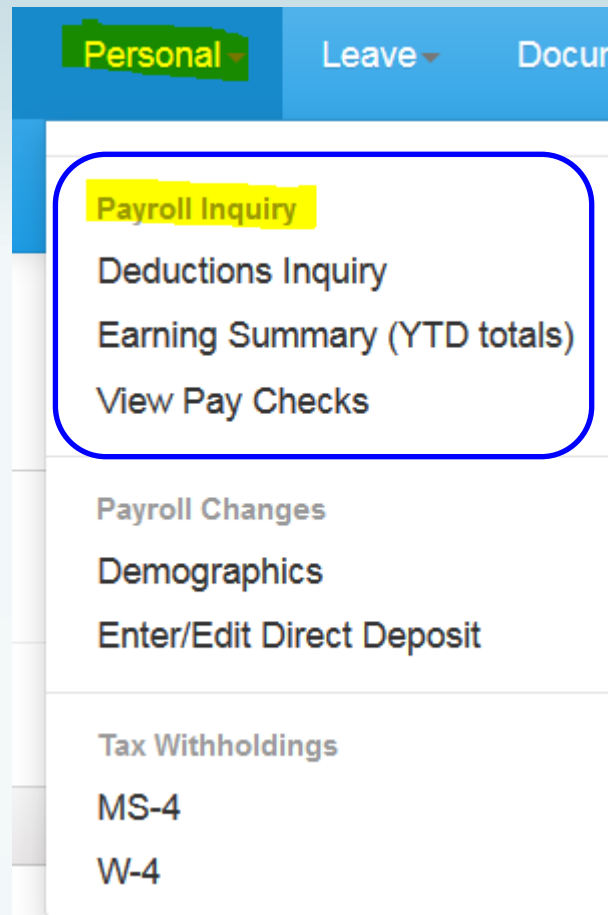 Personal Leave Docur
Payroll Inquiry
Deductions Inquiry
Earning Summary (YTD totals)
View Pay Checks
Payroll Changes
Demographics
Enter/Edit Direct Deposit
Tax Withholdings
MS-4
W-4